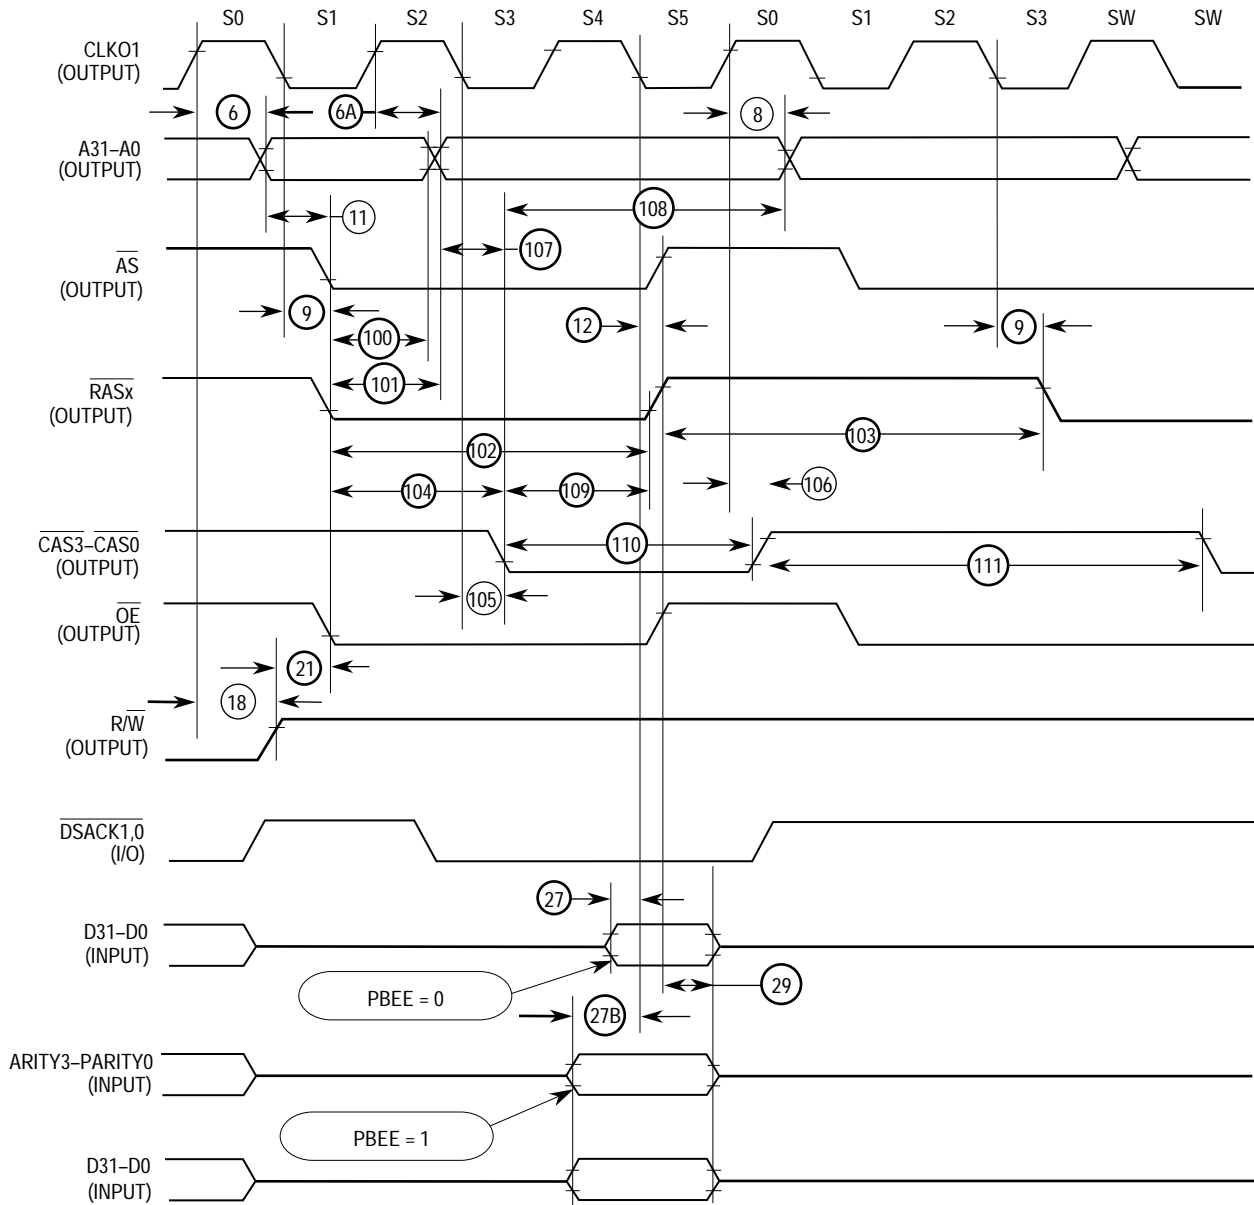 S0 S1 S2 S3 S4 S5 S0 S1 S2 S3 SW SW
CLKO1
(OUTPUT)
6 6A 8
A31–A0
(OUTPUT)
11 108
107
AS
(OUTPUT)
9 100 12 9
RASx
(OUTPUT)
101
102 103
104 109 106
CAS3–CAS0
(OUTPUT)
110 111
105
OE
(OUTPUT)
21
18
R/W
(OUTPUT)
DSACK1,0
(I/O)
27
D31–D0
(INPUT)
PBEE = 0
29
27B
ARITY3–PARITY0
(INPUT)
PBEE = 1
D31–D0
(INPUT)